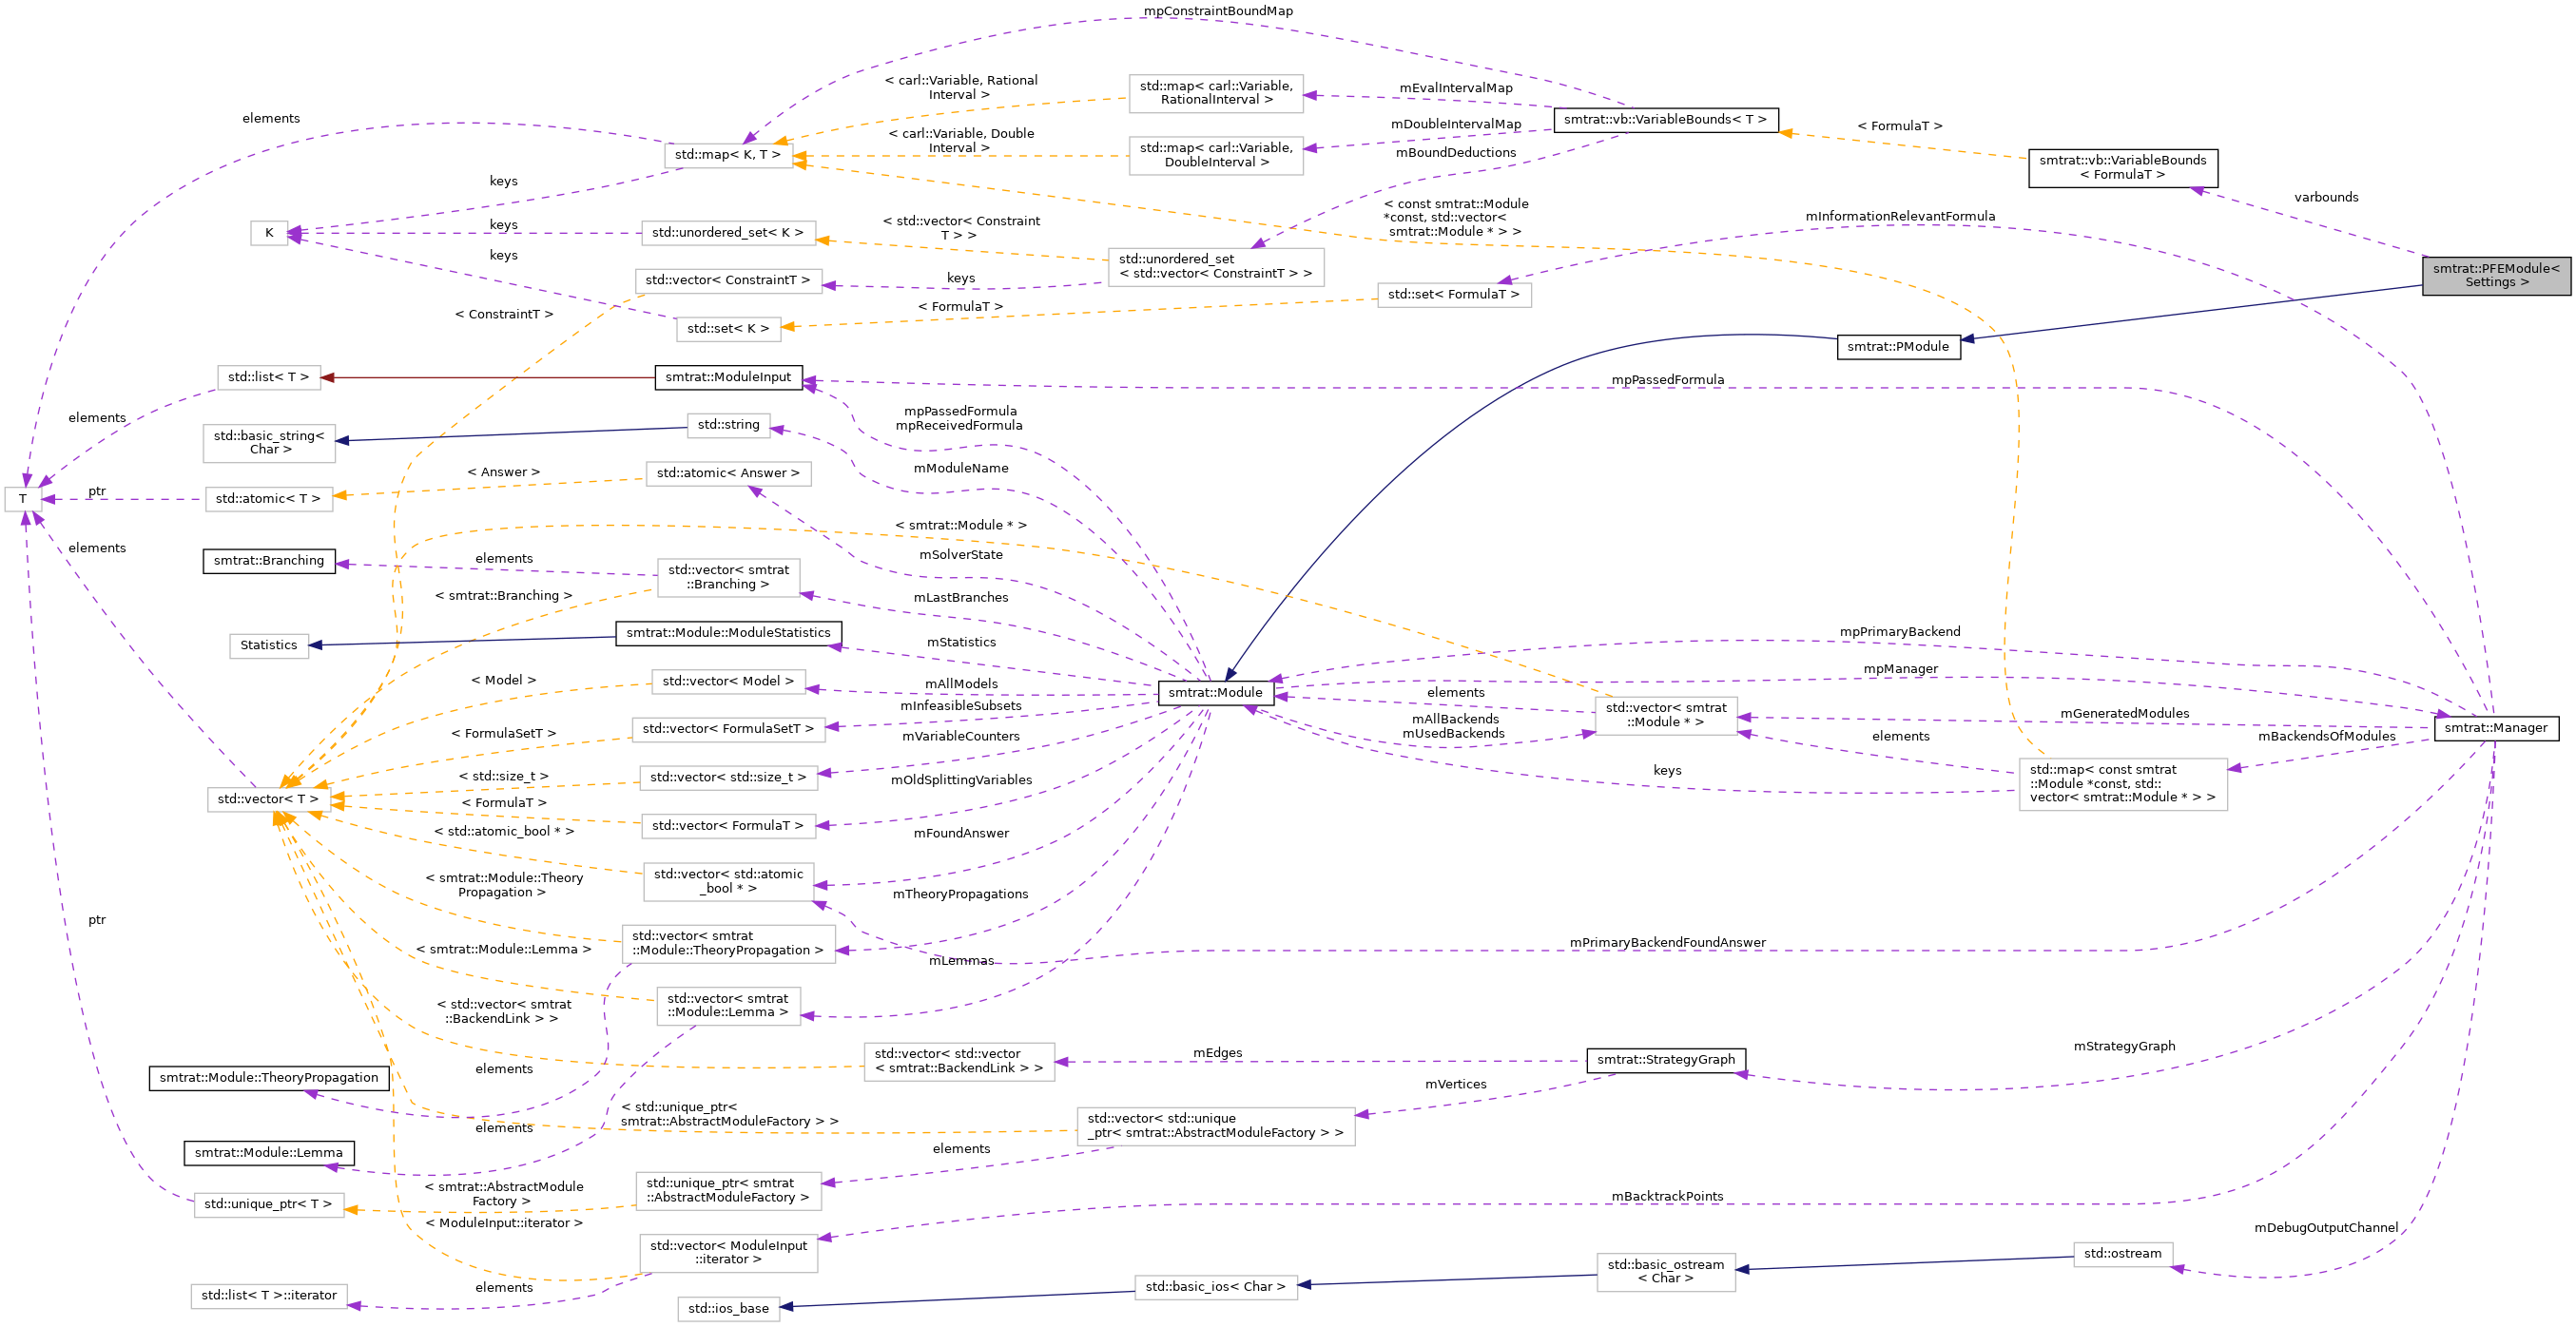 mpConstraintBoundMap
< carl::Variable, Rational
Interval >
std::map< carl::Variable,
RationalInterval >
mEvalIntervalMap
smtrat::vb::VariableBounds< T >
< FormulaT >
elements
< carl::Variable, Double
Interval >
std::map< carl::Variable,
DoubleInterval >
mDoubleIntervalMap
mBoundDeductions
std::map< K, T >
smtrat::vb::VariableBounds
< FormulaT >
keys
varbounds
< const smtrat::Module
*const, std::vector<
smtrat::Module * > >
mInformationRelevantFormula
K
keys
std::unordered_set< K >
< std::vector< Constraint
T > >
keys
std::unordered_set
< std::vector< ConstraintT > >
smtrat::PFEModule<
Settings >
std::vector< ConstraintT >
keys
std::set< FormulaT >
< ConstraintT >
< FormulaT >
std::set< K >
smtrat::PModule
std::list< T >
smtrat::ModuleInput
mpPassedFormula
elements
mpPassedFormula
mpReceivedFormula
std::basic_string<
Char >
std::string
mModuleName
< Answer >
std::atomic< Answer >
T
ptr
std::atomic< T >
< smtrat::Module * >
elements
smtrat::Branching
elements
std::vector< smtrat
::Branching >
mSolverState
< smtrat::Branching >
mLastBranches
Statistics
smtrat::Module::ModuleStatistics
mStatistics
mpPrimaryBackend
mpManager
< Model >
std::vector< Model >
mAllModels
smtrat::Module
elements
mInfeasibleSubsets
std::vector< smtrat
::Module * >
mGeneratedModules
smtrat::Manager
< FormulaSetT >
std::vector< FormulaSetT >
mVariableCounters
mAllBackends
mUsedBackends
elements
mBackendsOfModules
< std::size_t >
std::vector< std::size_t >
mOldSplittingVariables
keys
std::map< const smtrat
::Module *const, std::
vector< smtrat::Module * > >
std::vector< T >
< FormulaT >
std::vector< FormulaT >
< std::atomic_bool * >
mFoundAnswer
std::vector< std::atomic
_bool * >
< smtrat::Module::Theory
Propagation >
mTheoryPropagations
ptr
std::vector< smtrat
::Module::TheoryPropagation >
< smtrat::Module::Lemma >
mLemmas
mPrimaryBackendFoundAnswer
std::vector< smtrat
::Module::Lemma >
< std::vector< smtrat
::BackendLink > >
std::vector< std::vector
< smtrat::BackendLink > >
mEdges
smtrat::StrategyGraph
mStrategyGraph
elements
smtrat::Module::TheoryPropagation
mVertices
< std::unique_ptr<
smtrat::AbstractModuleFactory > >
std::vector< std::unique
_ptr< smtrat::AbstractModuleFactory > >
elements
smtrat::Module::Lemma
elements
< smtrat::AbstractModule
Factory >
std::unique_ptr< smtrat
::AbstractModuleFactory >
std::unique_ptr< T >
mBacktrackPoints
< ModuleInput::iterator >
mDebugOutputChannel
std::vector< ModuleInput
::iterator >
std::ostream
std::basic_ostream
< Char >
elements
std::list< T >::iterator
std::basic_ios< Char >
std::ios_base